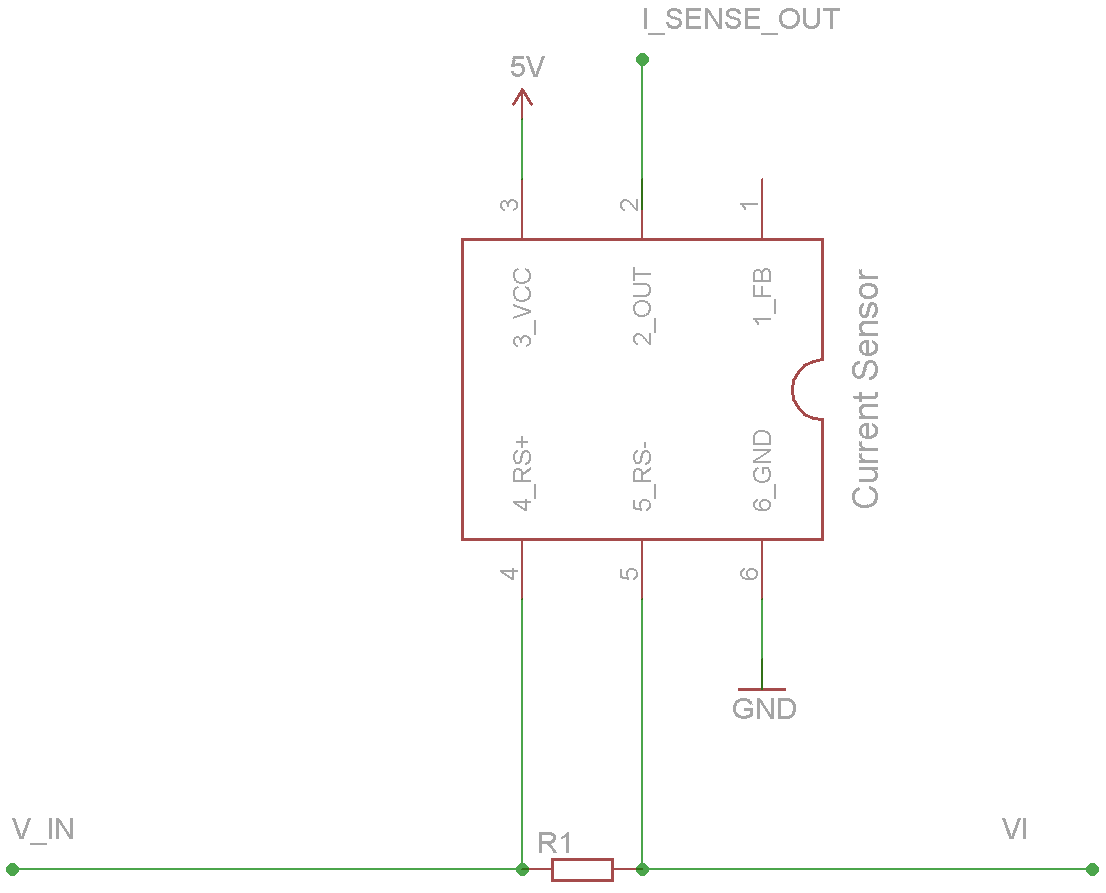 I_SENSE_OUT
5V
3
2
1
3_VCC
2_OUT
1_FB
Current Sensor
4_RS+
5_RS-
6_GND
4
5
6
GND
V_IN
R1
VI